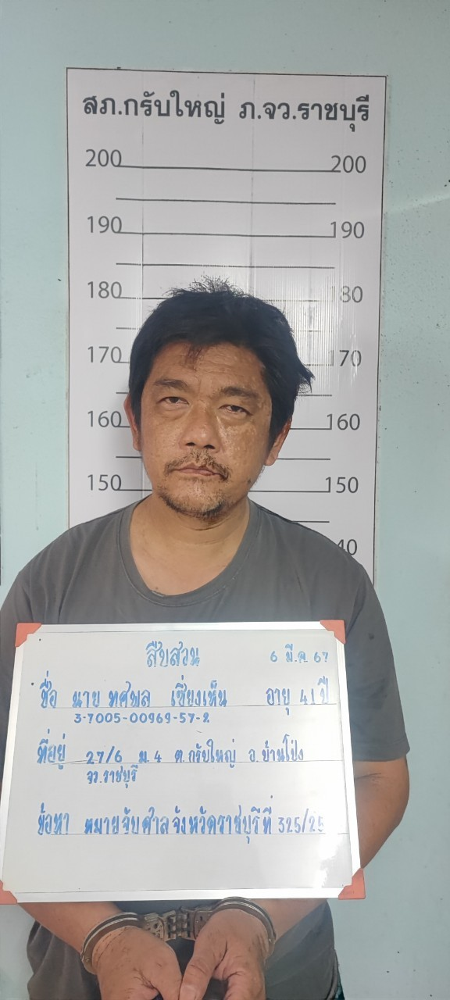 สภ.กรับใหญ่ ภ.จว.ราชบุรี
200 200
190 190
180 180
170 170
160 160
150 150
40
สืบสวน 6 มี.ค. 67
ชื่อ นาย ทศพล เซี่ยงเห็น อายุ 41 ปี
3-7005-00969-57-2
ที่อยู่ 27/6 ม.4 ต.กรับใหญ่ อ.บ้านโป่ง
จว.ราชบุรี
ข้อหา หมายจับศาลจังหวัดราชบุรีที่ 325/25